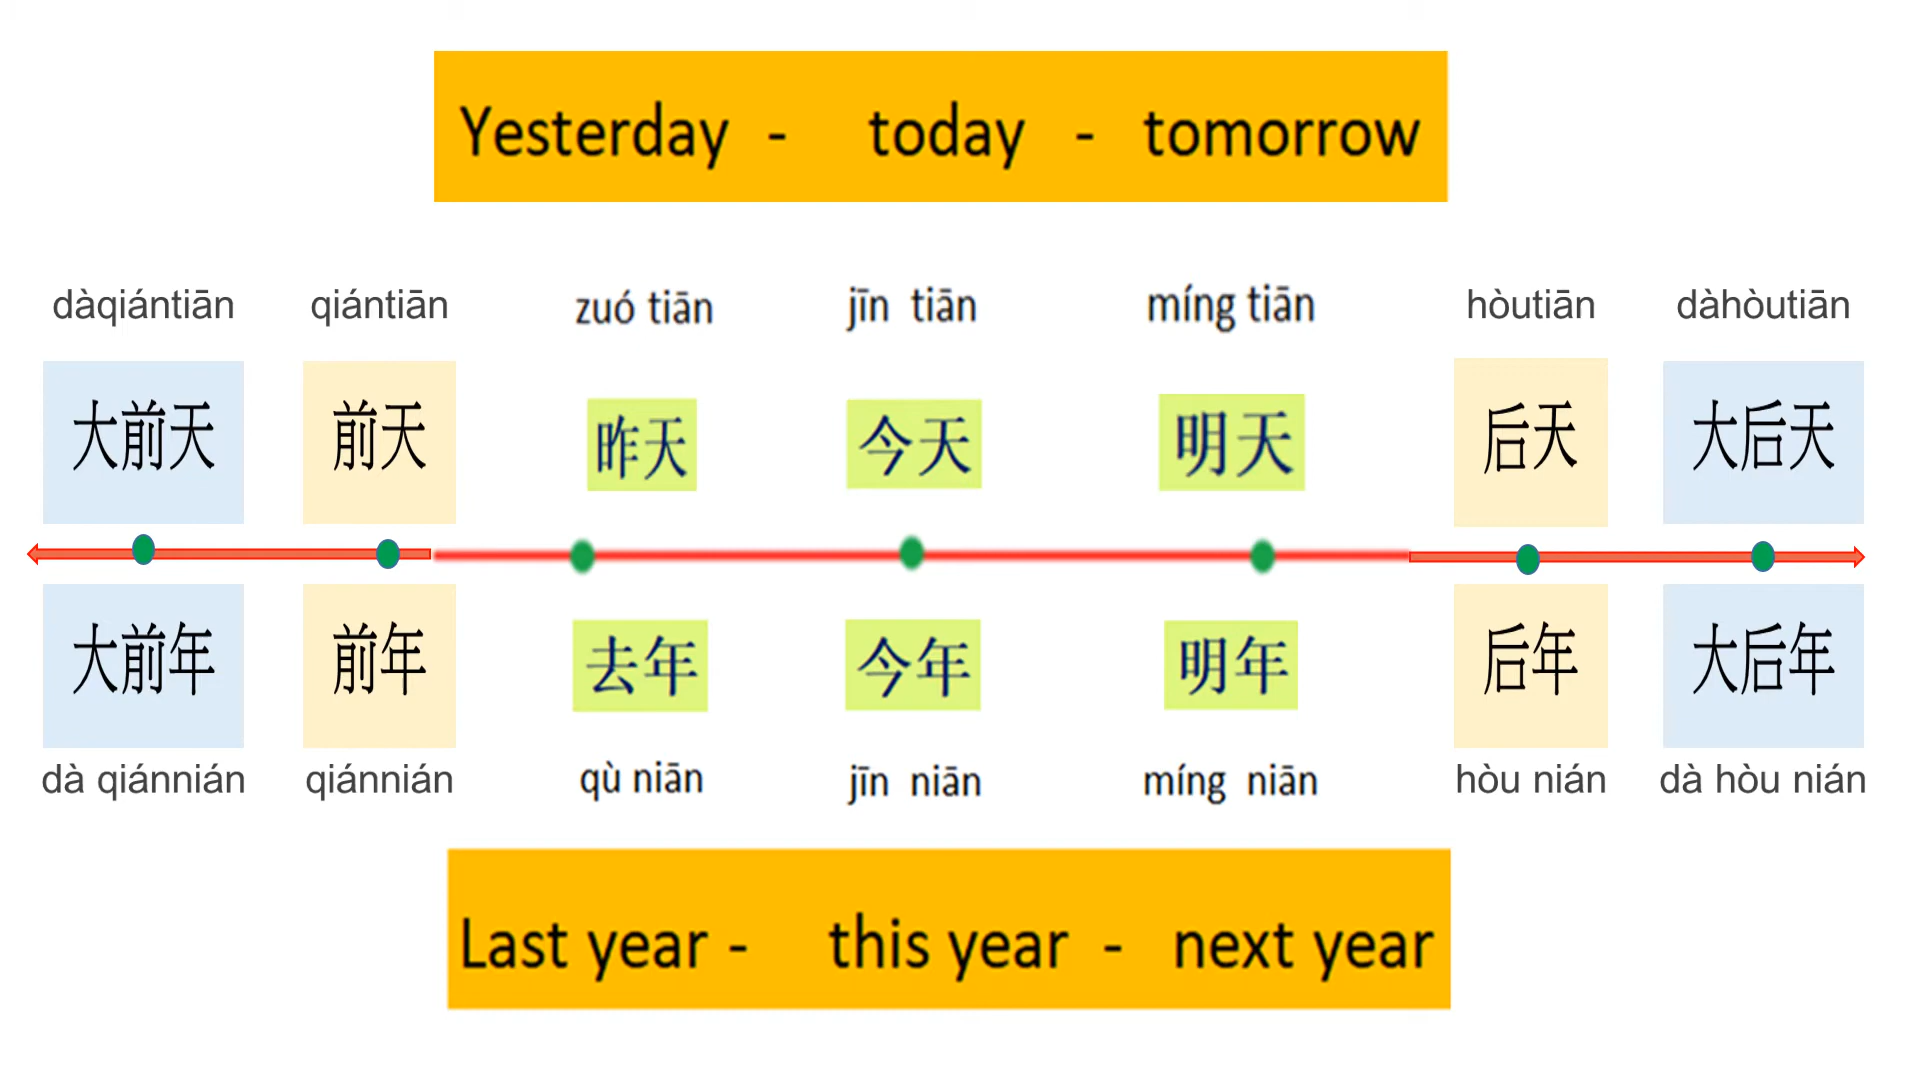 Yesterday - today - tomorrow
dàqiántiān qiántiān zuó tiān jīn tiān míng tiān hòutiān dàhòutiān
大前天 前天 昨天 今天 明天 后天 大后天
大前年 前年 去年 今年 明年 后年 大后年
dà qiánnián qiánnián qù niān jīn niān míng niān hòu nián dà hòu nián
Last year - this year - next year